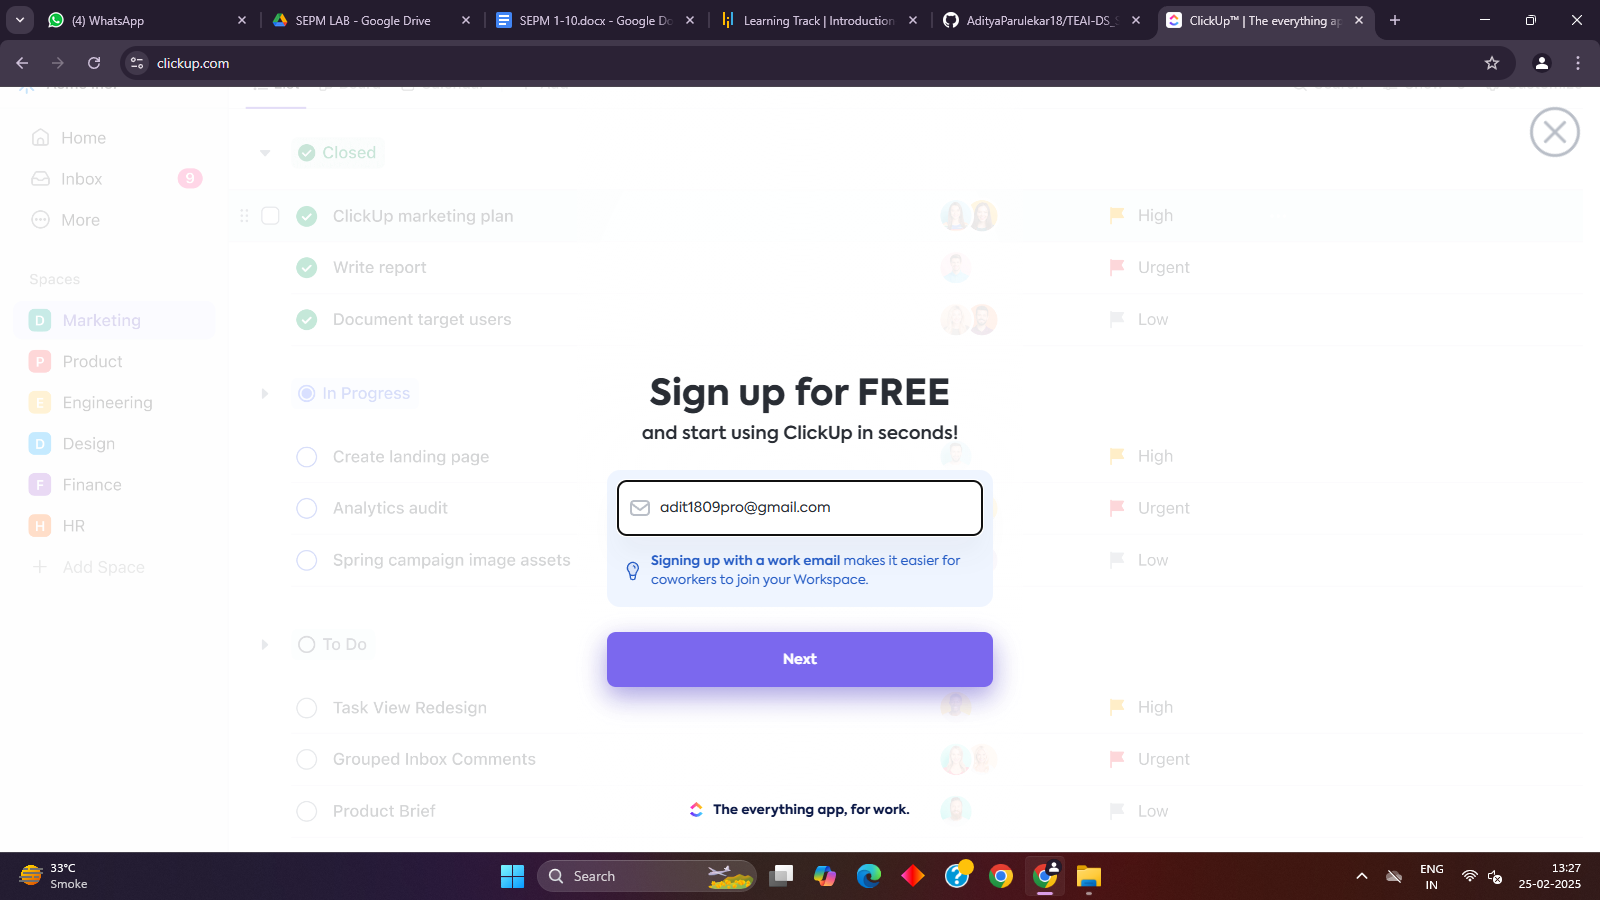 (4) WhatsApp
SEPM LAB - Google Drive
SEPM 1-10.docx - Google Do
Learning Track | Introduction
AdityaParulekar18/TEAI-DS_S
ClickUp™ | The everything ap
clickup.com
Home
Inbox
9
More
Spaces
D Marketing
P Product
E Engineering
D Design
F Finance
H HR
+ Add Space
Closed
ClickUp marketing plan
High
Write report
Urgent
Document target users
Low
In Progress
Create landing page
High
Analytics audit
Urgent
Spring campaign image assets
Low
To Do
Task View Redesign
High
Grouped Inbox Comments
Urgent
Product Brief
Low
Sign up for FREE
and start using ClickUp in seconds!
adit1809pro@gmail.com
Signing up with a work email makes it easier for
coworkers to join your Workspace.
Next
The everything app, for work.
33°C
Smoke
Search
ENG
IN
13:27
25-02-2025